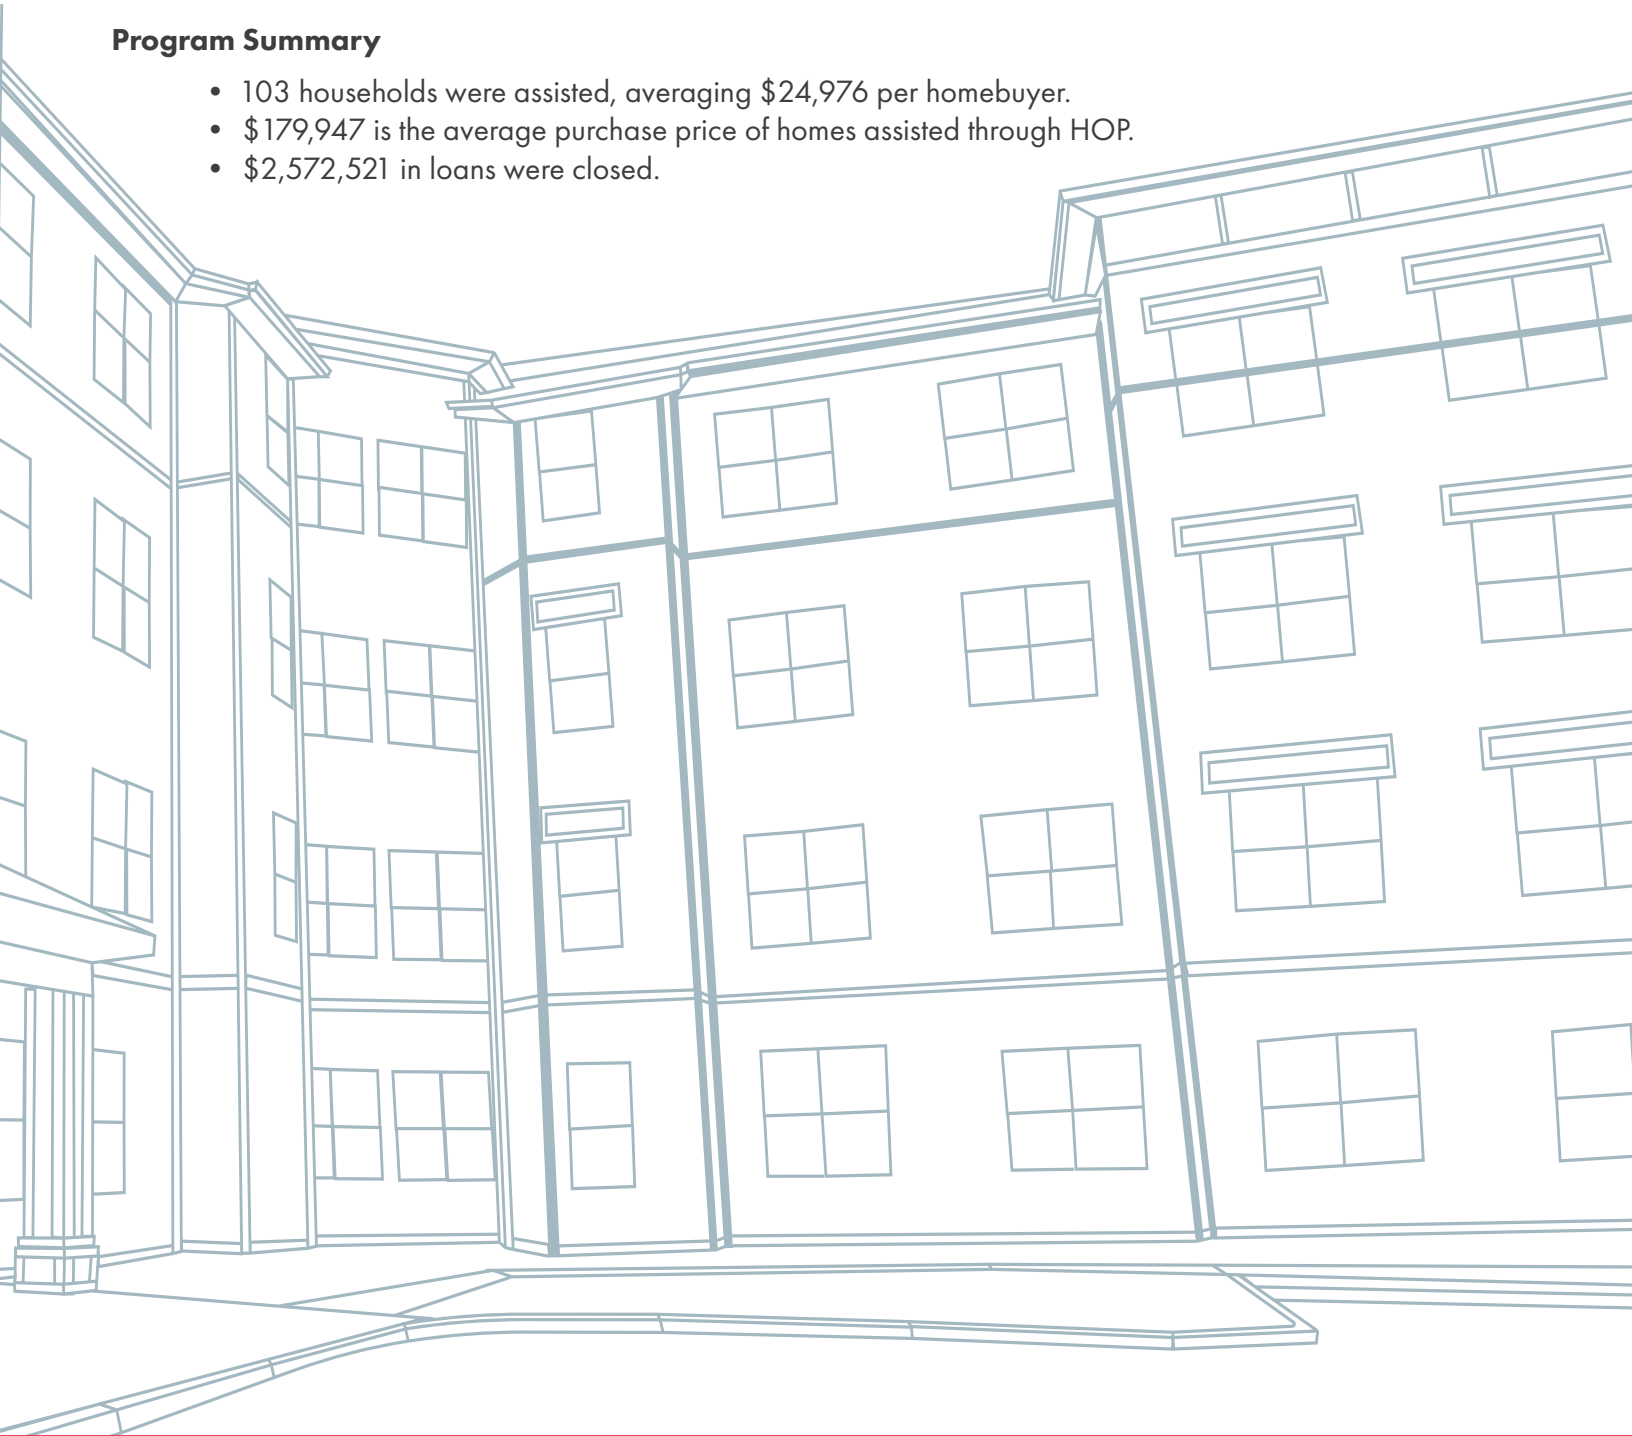 Program Summary
• 103 households were assisted, averaging $24,976 per homebuyer.
• $179,947 is the average purchase price of homes assisted through HOP.
• $2,572,521 in loans were closed.